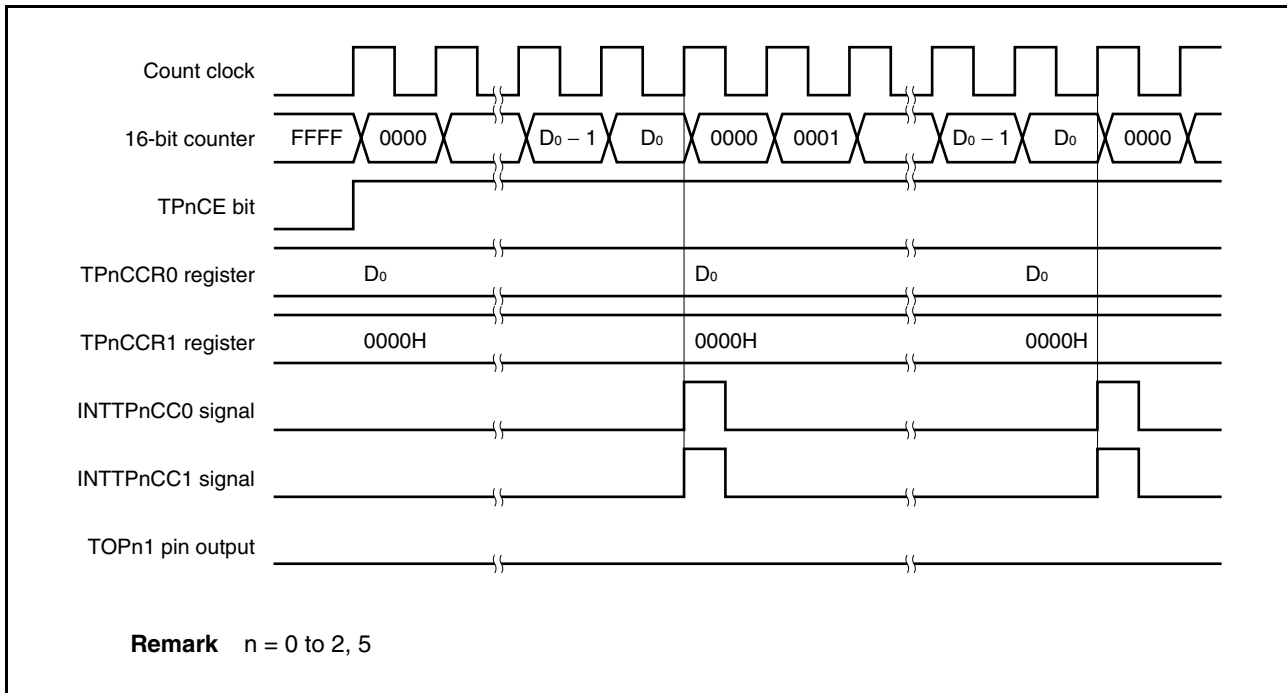 Count clock
16-bit counter FFFF 0000 D₀ – 1 D₀ 0000 0001 D₀ – 1 D₀ 0000
TPnCE bit
TPnCCR0 register D₀ D₀ D₀
TPnCCR1 register 0000H 0000H 0000H
INTTPnCC0 signal
INTTPnCC1 signal
TOPn1 pin output
Remark n = 0 to 2, 5